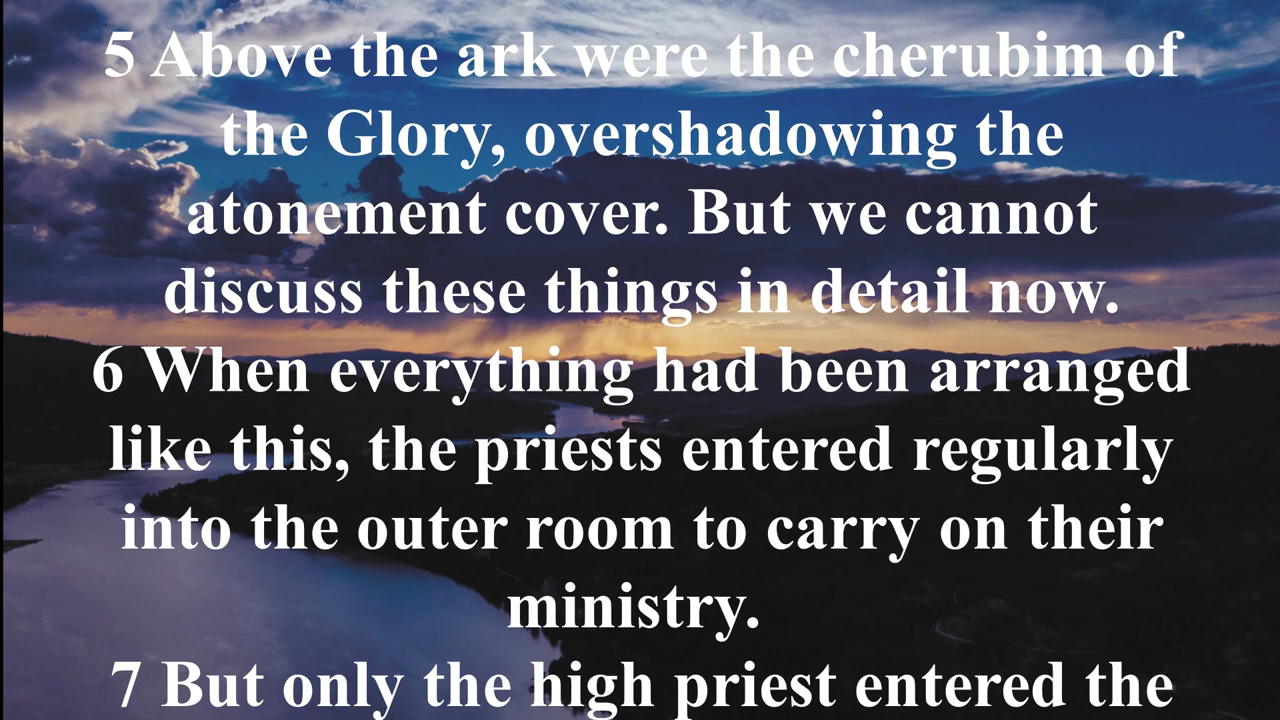 5 Above the ark were the cherubim of
the Glory, overshadowing the
atonement cover. But we cannot
discuss these things in detail now.
6 When everything had been arranged
like this, the priests entered regularly
into the outer room to carry on their
ministry.
7 But only the high priest entered the